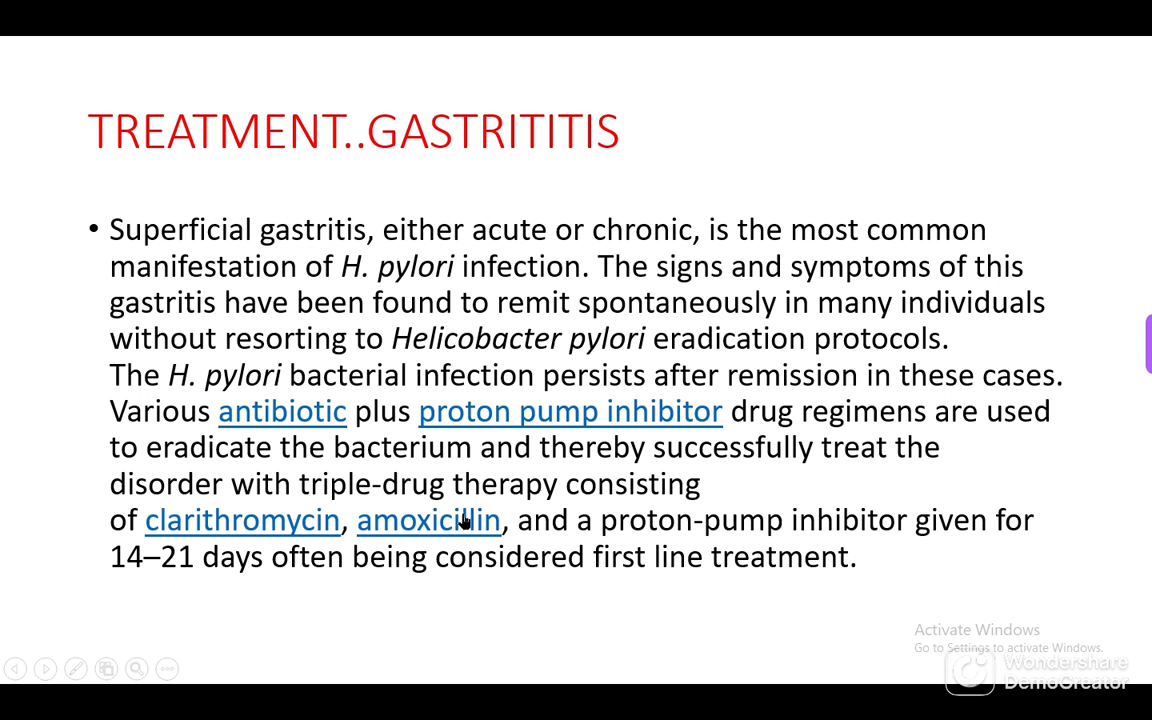 TREATMENT..GASTRITITIS
• Superficial gastritis, either acute or chronic, is the most common
manifestation of H. pylori infection. The signs and symptoms of this
gastritis have been found to remit spontaneously in many individuals
without resorting to Helicobacter pylori eradication protocols.
The H. pylori bacterial infection persists after remission in these cases.
Various antibiotic plus proton pump inhibitor drug regimens are used
to eradicate the bacterium and thereby successfully treat the
disorder with triple-drug therapy consisting
of clarithromycin, amoxicillin, and a proton-pump inhibitor given for
14–21 days often being considered first line treatment.
Activate Windows
Go to Settings to activate Windows.
Wondershare
DemoCreator